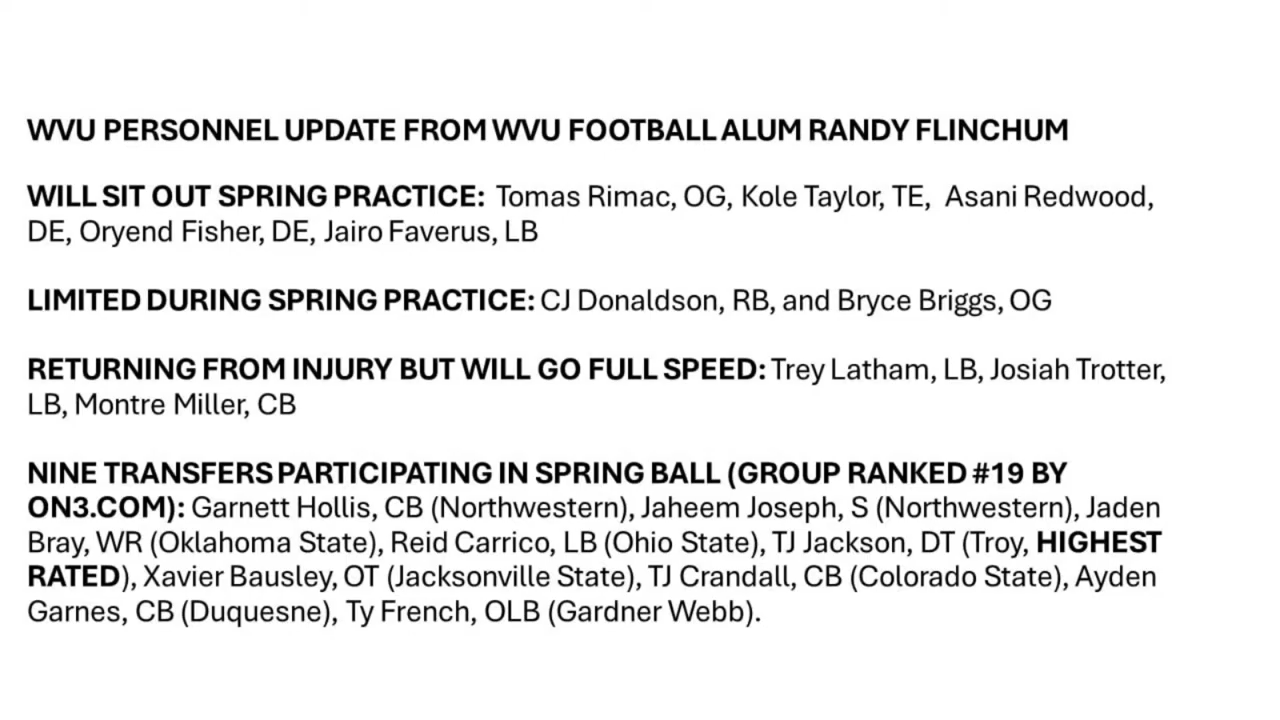 WVU PERSONNEL UPDATE FROM WVU FOOTBALL ALUM RANDY FLINCHUM
WILL SIT OUT SPRING PRACTICE: Tomas Rimac, OG, Kole Taylor, TE, Asani Redwood,
DE, Oryend Fisher, DE, Jairo Faverus, LB
LIMITED DURING SPRING PRACTICE: CJ Donaldson, RB, and Bryce Briggs, OG
RETURNING FROM INJURY BUT WILL GO FULL SPEED: Trey Latham, LB, Josiah Trotter,
LB, Montre Miller, CB
NINE TRANSFERS PARTICIPATING IN SPRING BALL (GROUP RANKED #19 BY
ON3.COM): Garnett Hollis, CB (Northwestern), Jaheem Joseph, S (Northwestern), Jaden
Bray, WR (Oklahoma State), Reid Carrico, LB (Ohio State), TJ Jackson, DT (Troy, HIGHEST
RATED), Xavier Bausley, OT (Jacksonville State), TJ Crandall, CB (Colorado State), Ayden
Garnes, CB (Duquesne), Ty French, OLB (Gardner Webb).